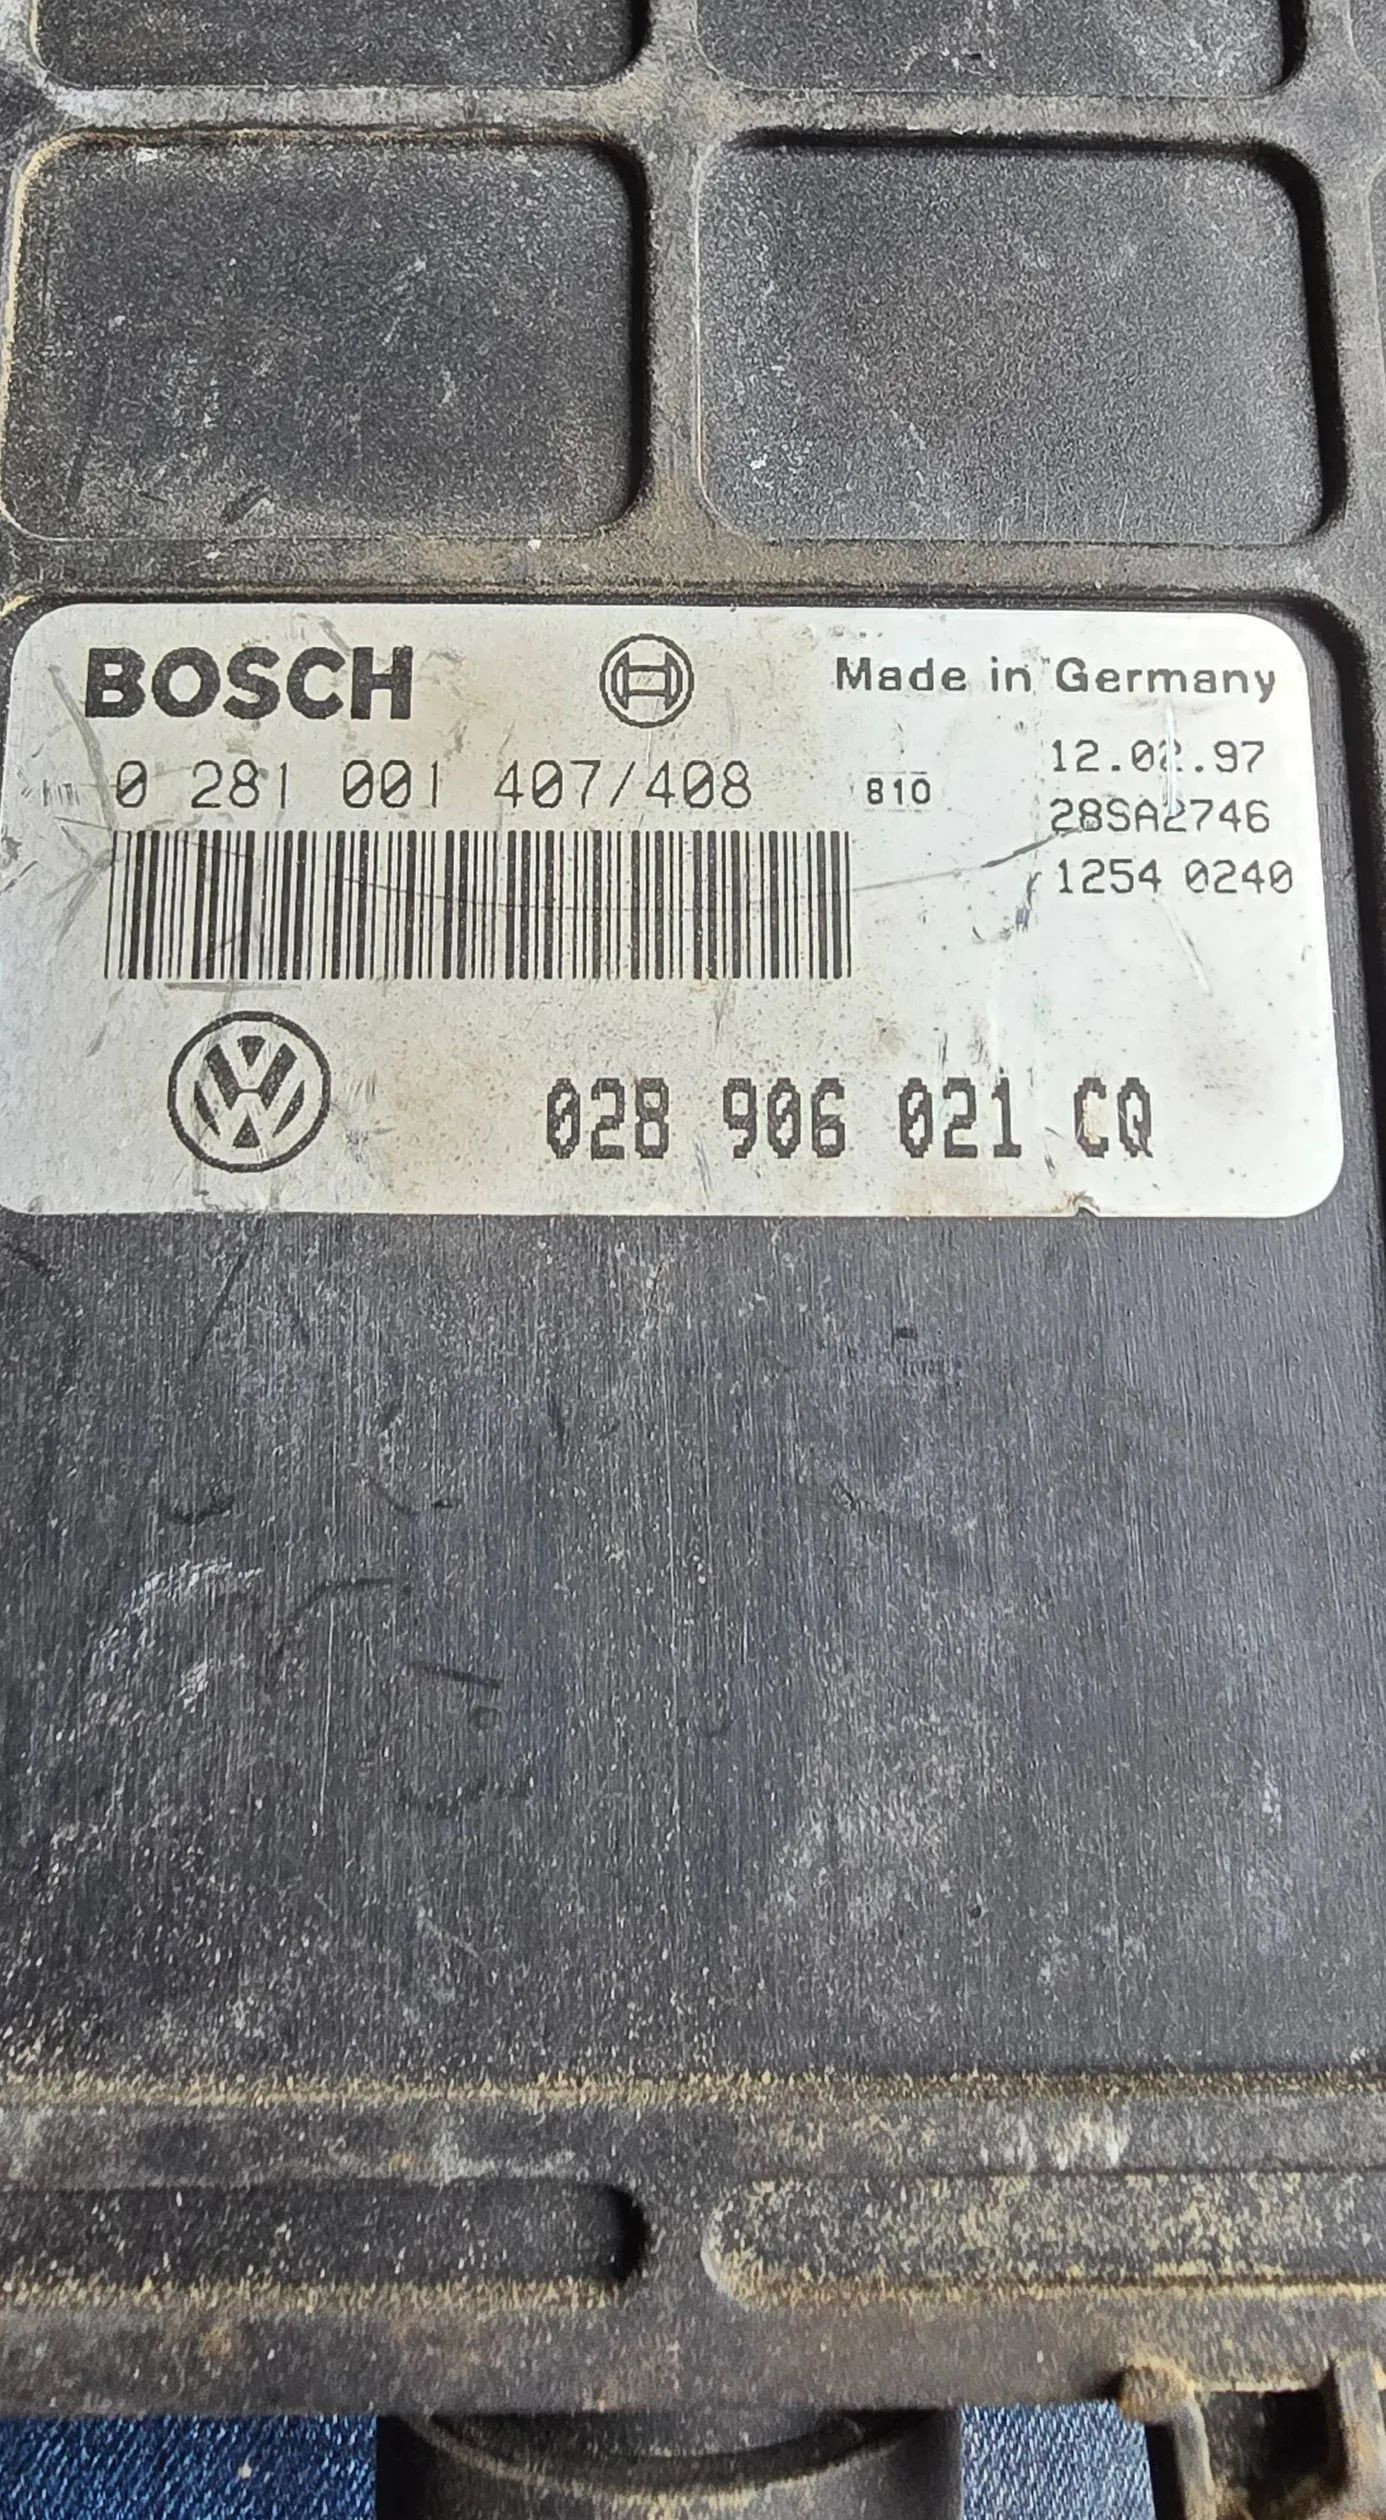 BOSCH
Made in Germany
12.02.97
0 281 001 407/408
810
28SA2746
1254 0240
028 906 021 CQ